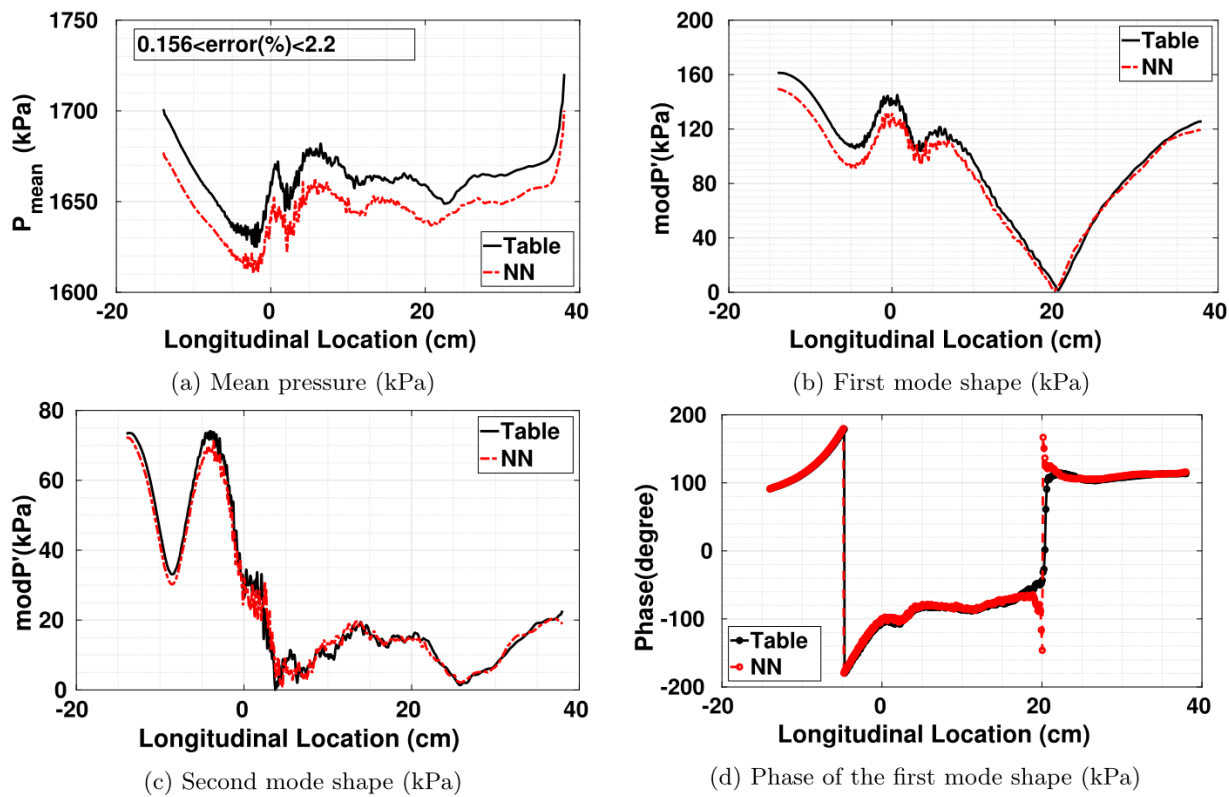 0.156<error(%)<2.2
Table
NN
P_mean (kPa)
1750
1700
1650
1600
-20
0
20
40
Longitudinal Location (cm)
(a) Mean pressure (kPa)
Table
NN
modP'(kPa)
200
160
120
80
40
0
-20
0
20
40
Longitudinal Location (cm)
(b) First mode shape (kPa)
Table
NN
modP'(kPa)
80
60
40
20
0
-20
0
20
40
Longitudinal Location (cm)
(c) Second mode shape (kPa)
Table
NN
Phase(degree)
200
100
0
-100
-200
-20
0
20
40
Longitudinal Location (cm)
(d) Phase of the first mode shape (kPa)